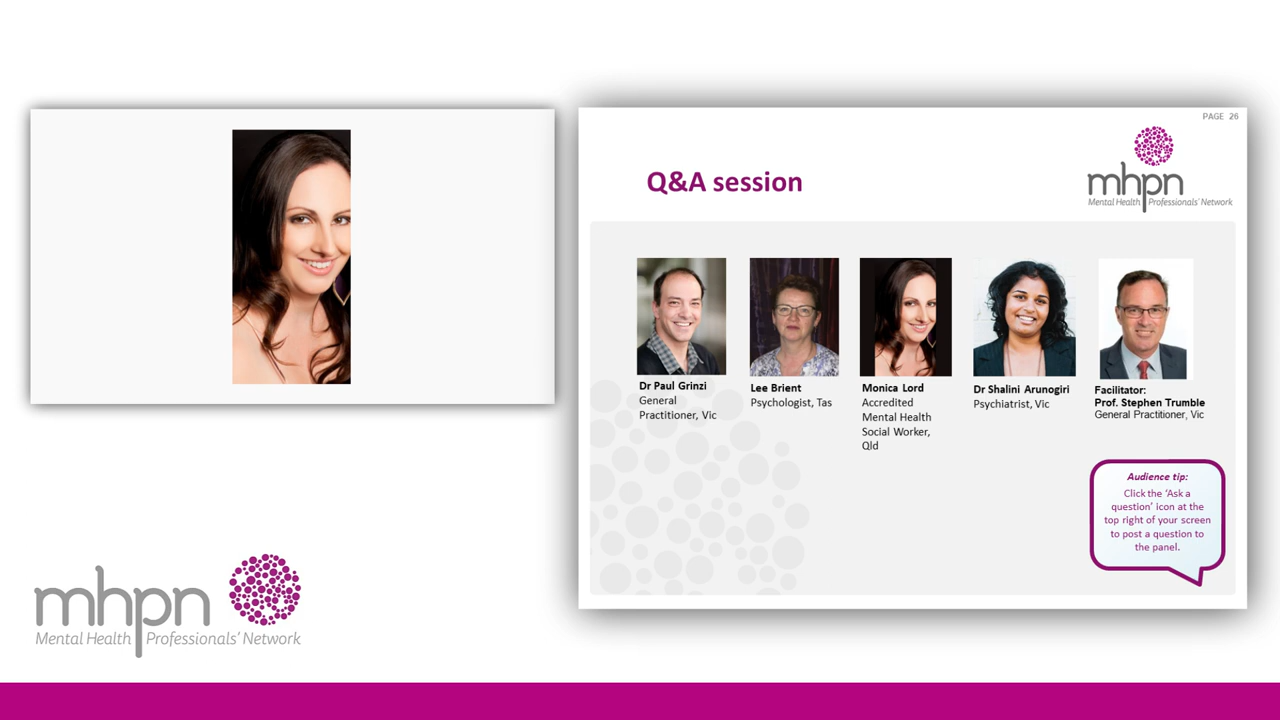 PAGE 26
Q&A session
mhpn
Mental Health Professionals' Network
Dr Paul Grinzi
General
Practitioner, Vic
Lee Brient
Psychologist, Tas
Monica Lord
Accredited
Mental Health
Social Worker,
Qld
Dr Shalini Arunogiri
Psychiatrist, Vic
Facilitator:
Prof. Stephen Trumble
General Practitioner, Vic
Audience tip:
Click the 'Ask a
question' icon at the
top right of your screen
to post a question to
the panel.
mhpn
Mental Health Professionals' Network